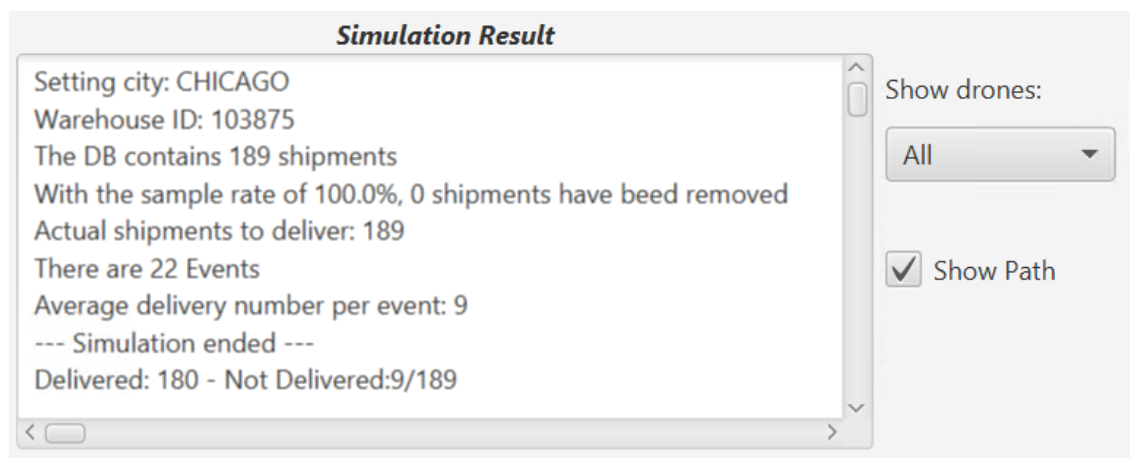 Simulation Result
Setting city: CHICAGO
Warehouse ID: 103875
The DB contains 189 shipments
With the sample rate of 100.0%, 0 shipments have beed removed
Actual shipments to deliver: 189
There are 22 Events
Average delivery number per event: 9
--- Simulation ended ---
Delivered: 180 - Not Delivered:9/189
Show drones:
All
Show Path